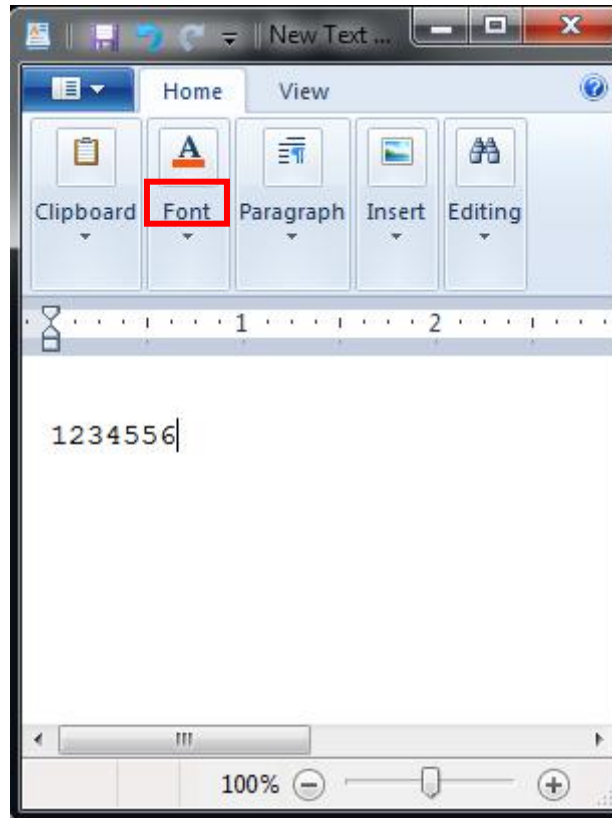 New Text ...
Home View
Clipboard Font Paragraph Insert Editing
1 2
1234556
100%